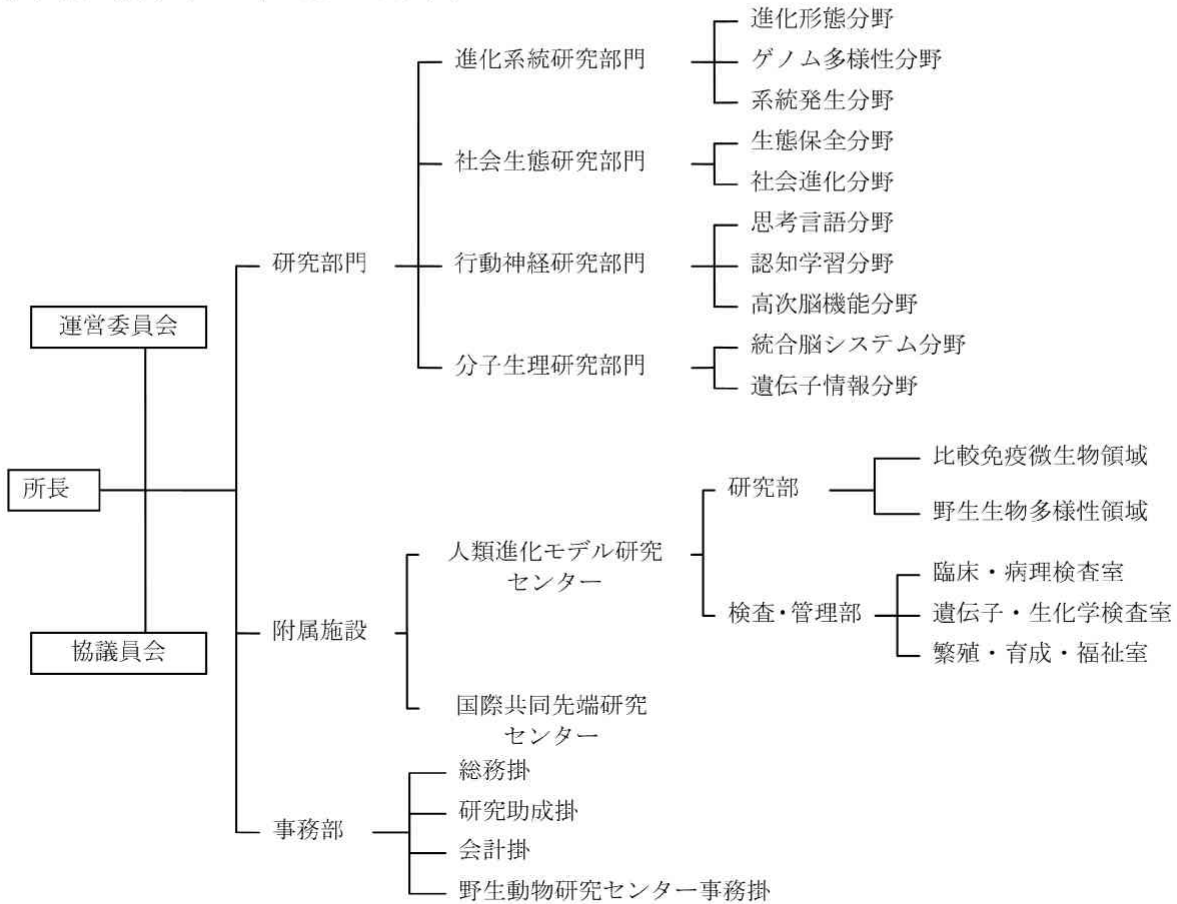 進化形態分野
進化系統研究部門
ゲノム多様性分野
系統発生分野
生態保全分野
社会生態研究部門
社会進化分野
思考言語分野
研究部門
行動神経研究部門
認知学習分野
高次脳機能分野
運営委員会
統合脳システム分野
分子生理研究部門
遺伝子情報分野
比較免疫微生物領域
所長
研究部
野生生物多様性領域
人類進化モデル研究
センター
臨床・病理検査室
検査・管理部
遺伝子・生化学検査室
附属施設
協議員会
繁殖・育成・福祉室
国際共同先端研究
センター
総務掛
研究助成掛
事務部
会計掛
野生動物研究センター事務掛